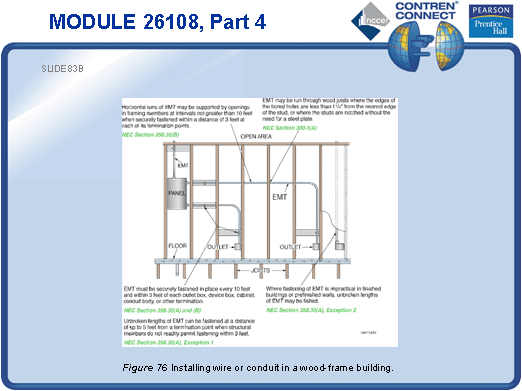 MODULE 26108, Part 4
nccer
CONTREN®
CONNECT
PEARSON
Prentice
Hall
SLIDE 83B
Horizontal runs of EMT may be supported by openings
in framing members at intervals not greater than 10 feet
when securely fastened within a distance of 3 feet at
each of its termination points.
NEC Section 358.30(B)
EMT may be run through wood joists where the edges of
the bored holes are less than 1¼" from the nearest edge
of the stud, or where the studs are notched without the
need for a steel plate.
NEC Section 300.4(A)
OPEN AREA
EMT
PANEL
EMT
FLOOR
OUTLET
OUTLET
JOISTS
EMT must be securely fastened in place every 10 feet
and within 3 feet of each outlet box, device box, cabinet,
conduit body, or other termination.
NEC Section 358.30(A) and (B)
Unbroken lengths of EMT can be fastened at a distance
of up to 5 feet from a termination point when structural
members do not readily permit fastening within 3 feet.
NEC Section 358.30(A), Exception 1
Where fastening of EMT is impractical in finished
buildings or prefinished walls, unbroken lengths
of EMT may be fished.
NEC Section 358.30(A), Exception 2
Figure 76 Installing wire or conduit in a wood-frame building.